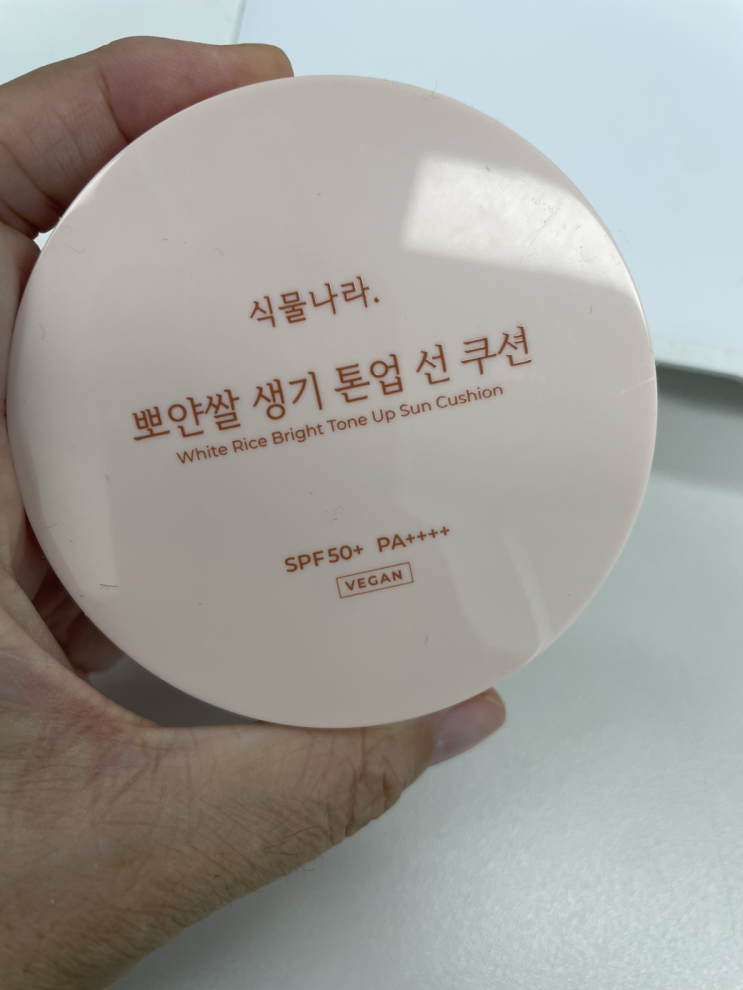 식물나라.
뽀얀쌀 생기 톤업 선 쿠션
White Rice Bright Tone Up Sun Cushion
SPF50+ PA++++
VEGAN